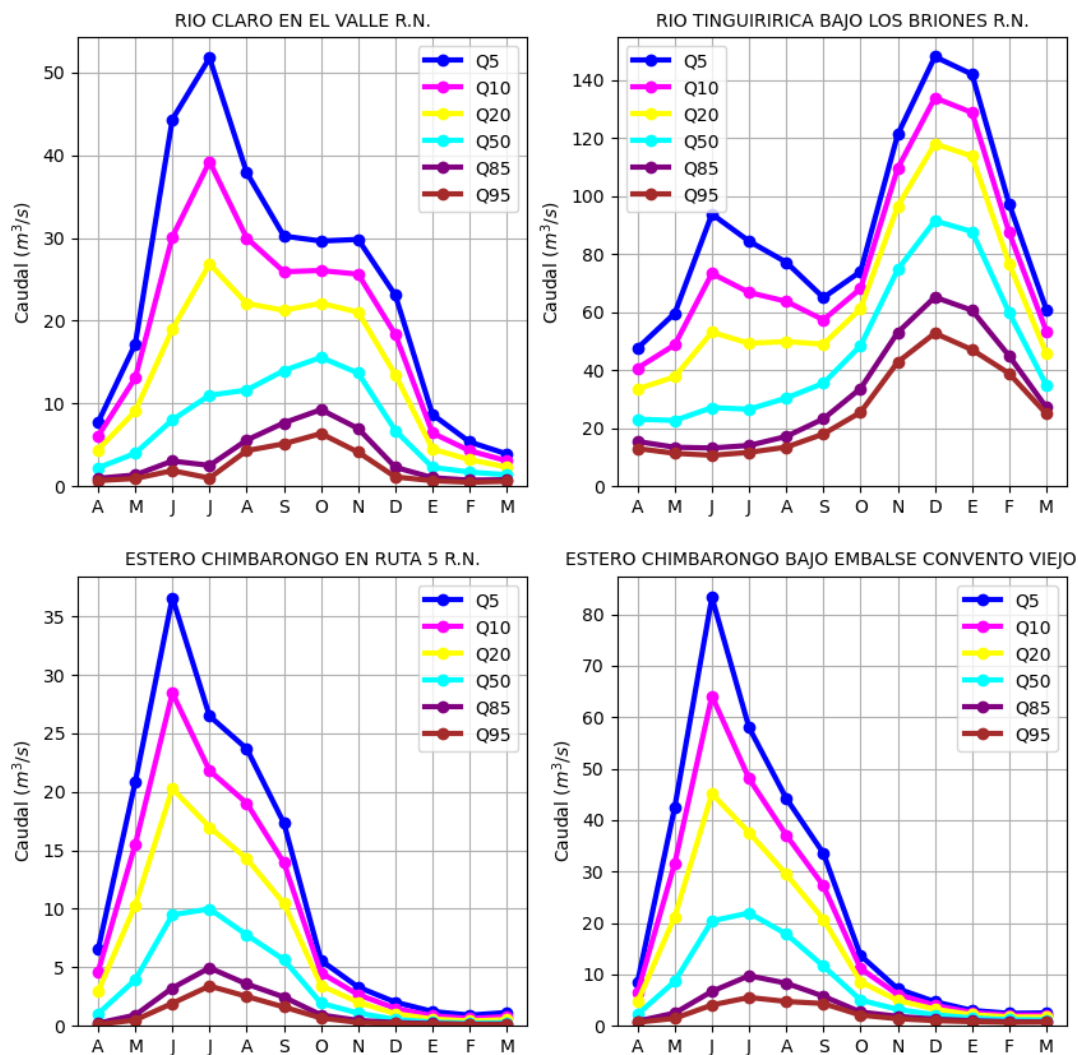 RIO CLARO EN EL VALLE R.N.
Caudal (m³/s)
50
40
30
20
10
0
A M J J A S O N D E F M
Q5
Q10
Q20
Q50
Q85
Q95
RIO TINGUIRIRICA BAJO LOS BRIONES R.N.
Caudal (m³/s)
140
120
100
80
60
40
20
0
A M J J A S O N D E F M
Q5
Q10
Q20
Q50
Q85
Q95
ESTERO CHIMBARONGO EN RUTA 5 R.N.
Caudal (m³/s)
35
30
25
20
15
10
5
0
A M J J A S O N D E F M
Q5
Q10
Q20
Q50
Q85
Q95
ESTERO CHIMBARONGO BAJO EMBALSE CONVENTO VIEJO
Caudal (m³/s)
80
70
60
50
40
30
20
10
0
A M J J A S O N D E F M
Q5
Q10
Q20
Q50
Q85
Q95